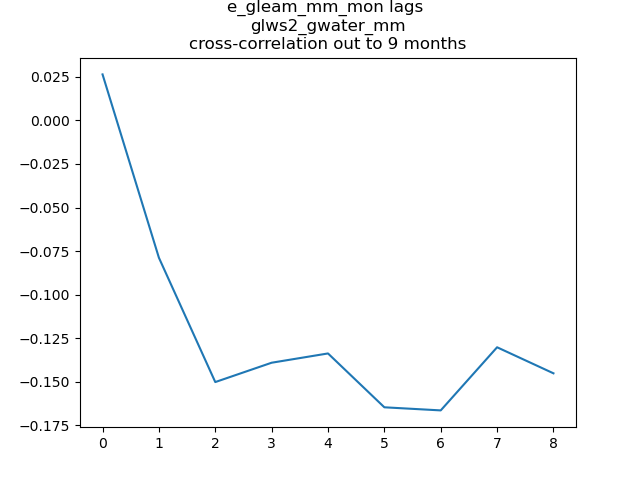 e_gleam_mm_mon lags
glws2_gwater_mm
cross-correlation out to 9 months
0.025
0.000
−0.025
−0.050
−0.075
−0.100
−0.125
−0.150
−0.175
0 1 2 3 4 5 6 7 8